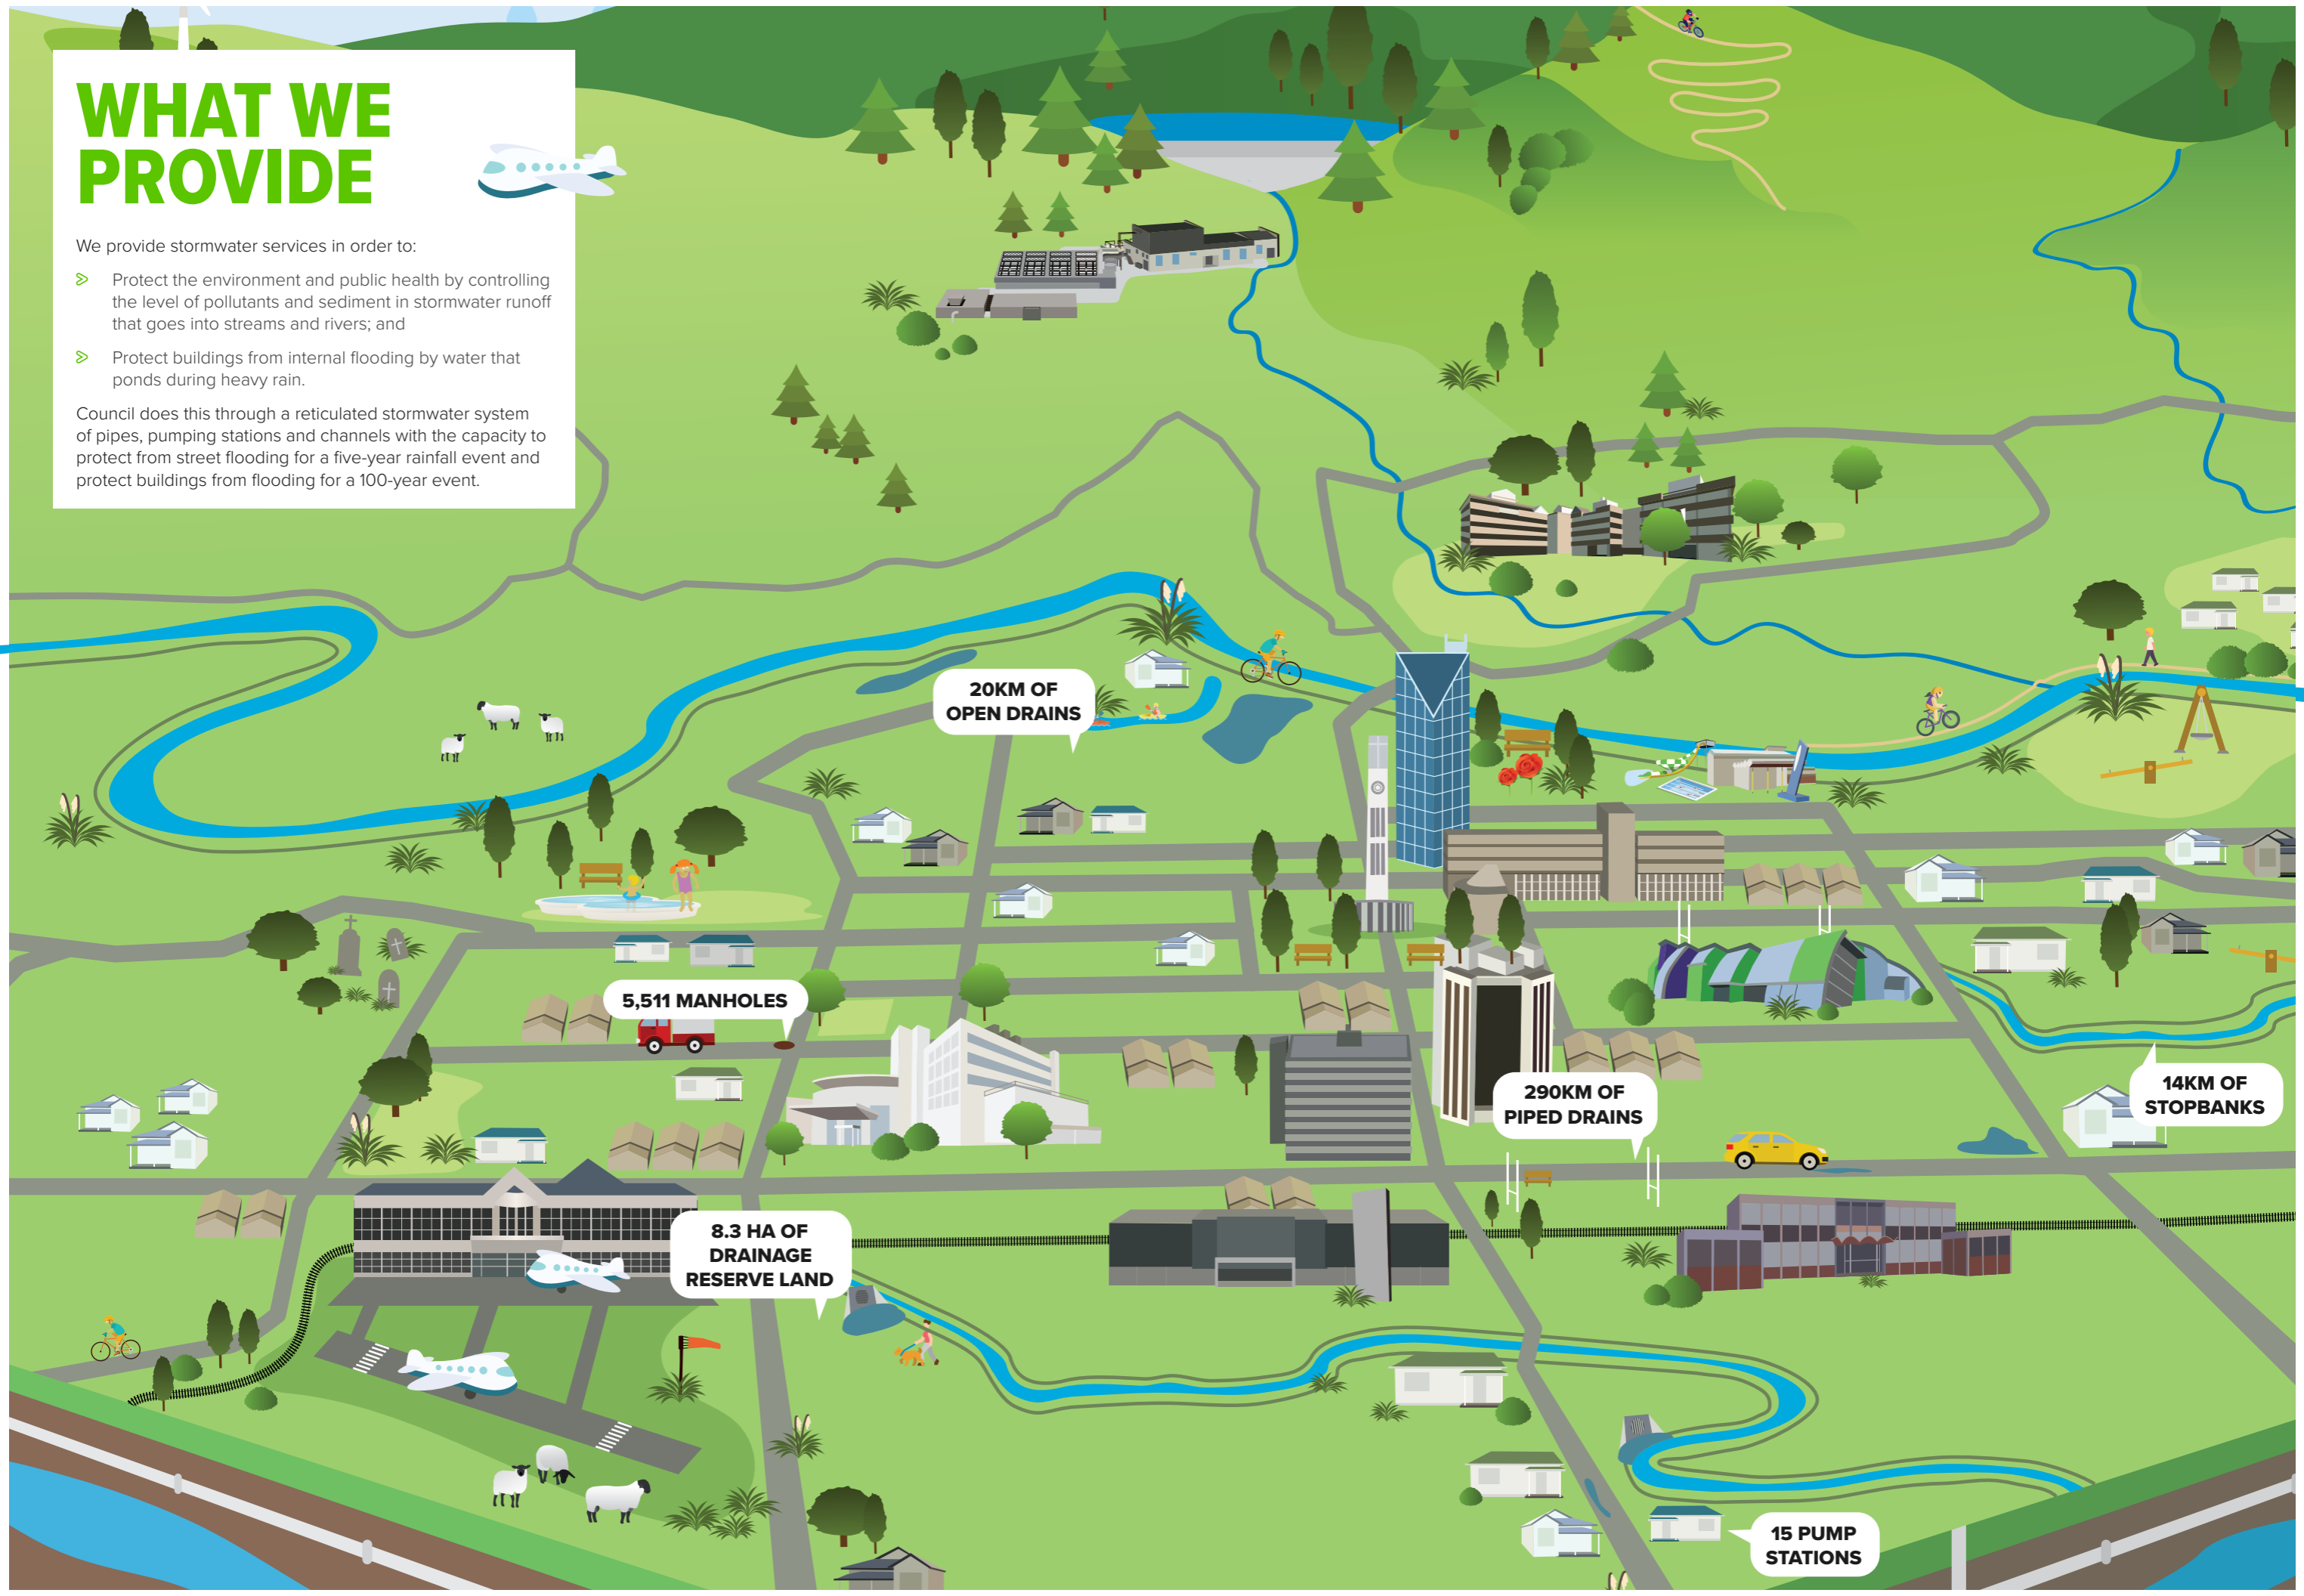 WHAT WE
PROVIDE
We provide stormwater services in order to:
Protect the environment and public health by controlling
the level of pollutants and sediment in stormwater runoff
that goes into streams and rivers; and
Protect buildings from internal flooding by water that
ponds during heavy rain.
Council does this through a reticulated stormwater system
of pipes, pumping stations and channels with the capacity to
protect from street flooding for a five-year rainfall event and
protect buildings from flooding for a 100-year event.
20KM OF
OPEN DRAINS
5,511 MANHOLES
290KM OF
PIPED DRAINS
14KM OF
STOPBANKS
8.3 HA OF
DRAINAGE
RESERVE LAND
15 PUMP
STATIONS